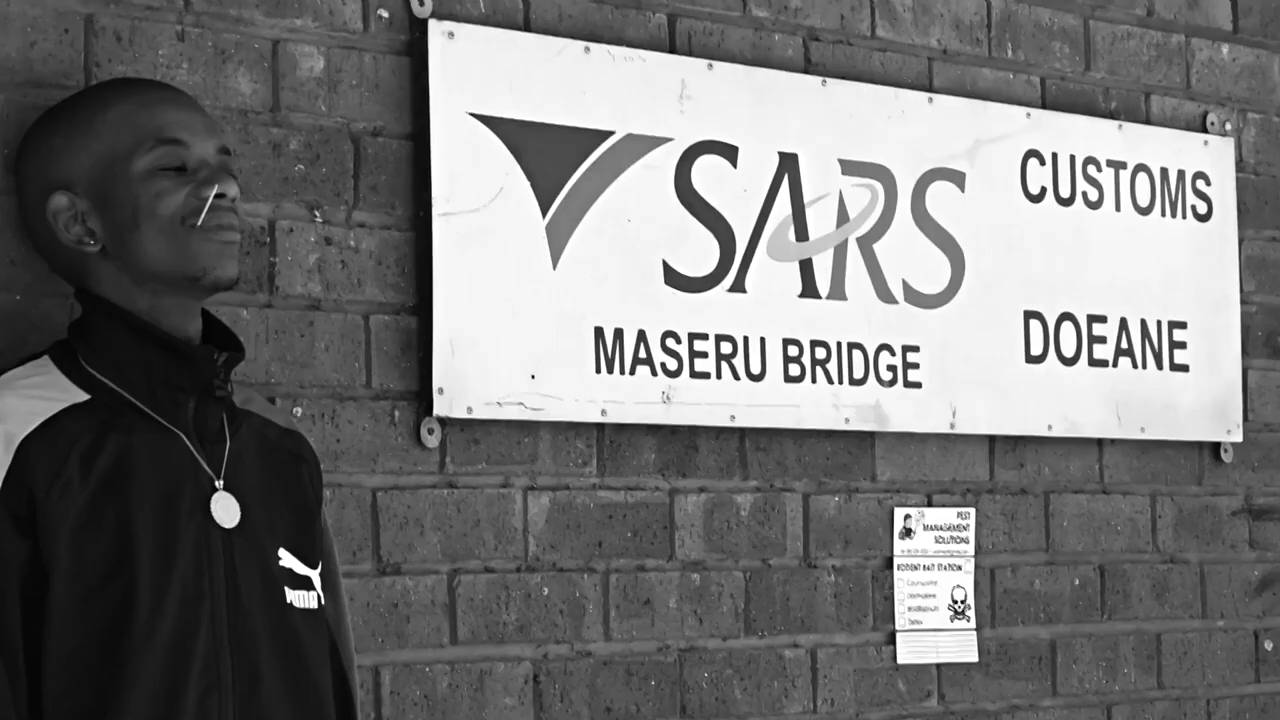 SARS
CUSTOMS
MASERU BRIDGE
DOEANE
PUMA
PEST
MANAGEMENT
SOLUTIONS
RODENT BAIT STATION